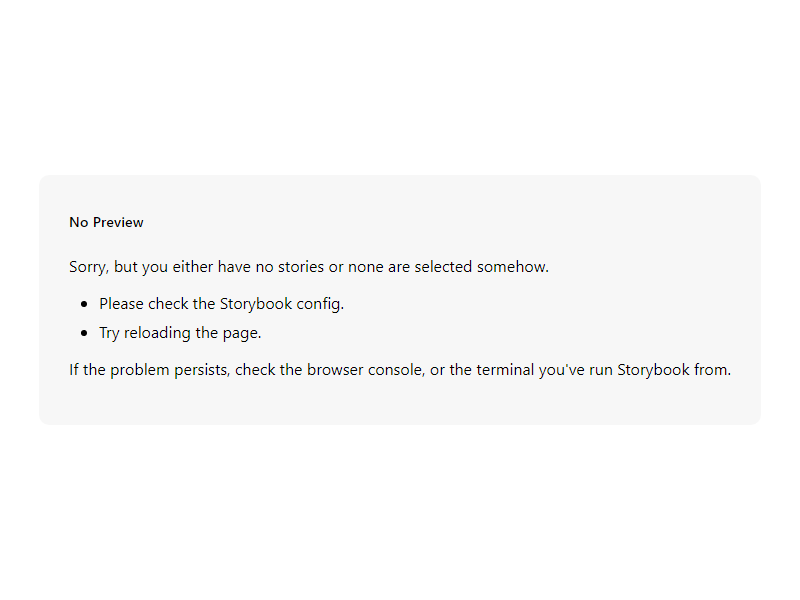 No Preview
Sorry, but you either have no stories or none are selected somehow.
Please check the Storybook config.
Try reloading the page.
If the problem persists, check the browser console, or the terminal you've run Storybook from.